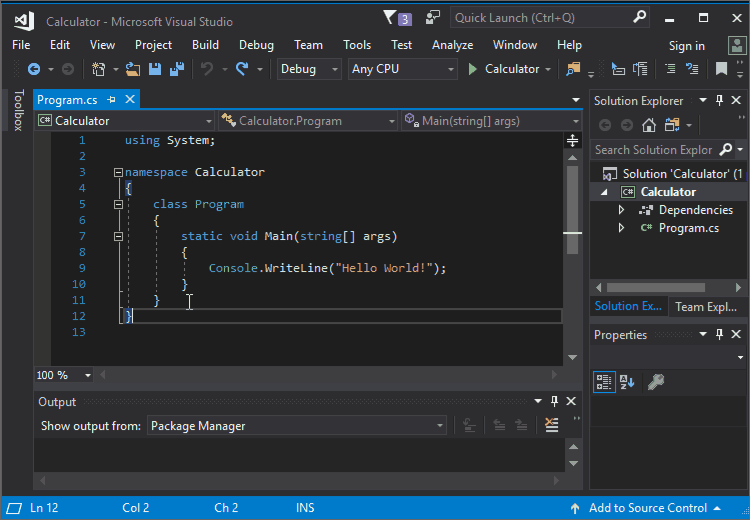 Calculator - Microsoft Visual Studio
3
Quick Launch (Ctrl+Q)
File Edit View Project Build Debug Team Tools Test Analyze Window Help
Sign in
Debug Any CPU Calculator
Toolbox
Program.cs
Calculator Calculator.Program Main(string[] args)
1 using System;
2
3 namespace Calculator
4 {
5 class Program
6 {
7 static void Main(string[] args)
8 {
9 Console.WriteLine("Hello World!");
10 }
11 }
12 }
13
100 %
Output
Show output from: Package Manager
Solution Explorer
Search Solution Explor
Solution 'Calculator' (1
C# Calculator
Dependencies
C# Program.cs
Solution Ex... Team Expl...
Properties
Ln 12 Col 2 Ch 2 INS Add to Source Control